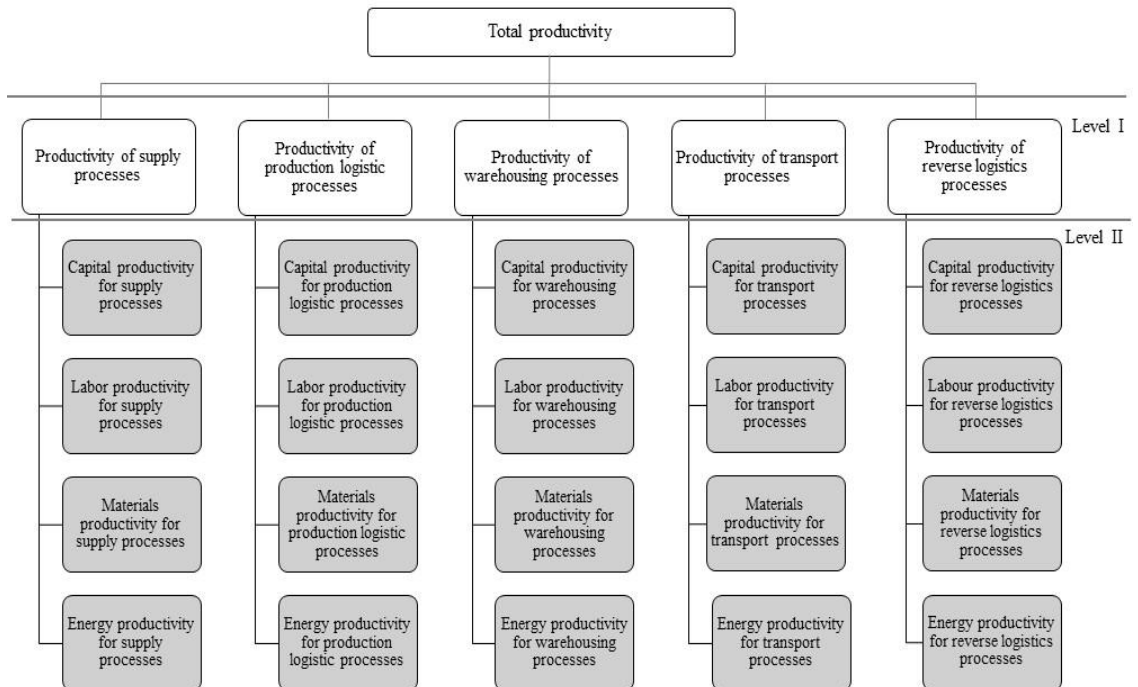 Total productivity
Level I
Productivity of supply
processes
Productivity of
production logistic
processes
Productivity of
warehousing processes
Productivity of transport
processes
Productivity of
reverse logistics
processes
Level II
Capital productivity
for supply
processes
Capital productivity
for production
logistic processes
Capital productivity
for warehousing
processes
Capital productivity
for transport
processes
Capital productivity
for reverse logistics
processes
Labor productivity
for supply
processes
Labor productivity
for production
logistic processes
Labor productivity
for warehousing
processes
Labor productivity
for transport
processes
Labour productivity
for reverse logistics
processes
Materials
productivity for
supply processes
Materials
productivity for
production logistic
processes
Materials
productivity for
warehousing
processes
Materials
productivity for
transport processes
Materials
productivity for
reverse logistics
processes
Energy productivity
for supply
processes
Energy productivity
for production
logistic processes
Energy productivity
for warehousing
processes
Energy productivity
for transport
processes
Energy productivity
for reverse logistics
processes